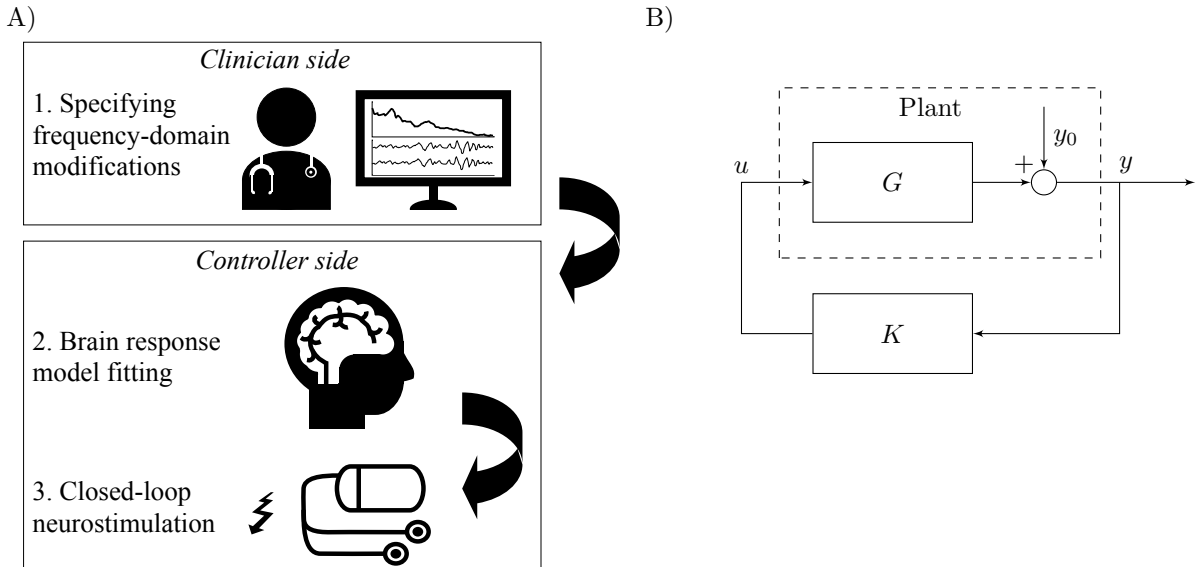 A)
Clinician side
1. Specifying
frequency-domain
modifications
Controller side
2. Brain response
model fitting
3. Closed-loop
neurostimulation
B)
Plant
y₀
+
u
G
y
K